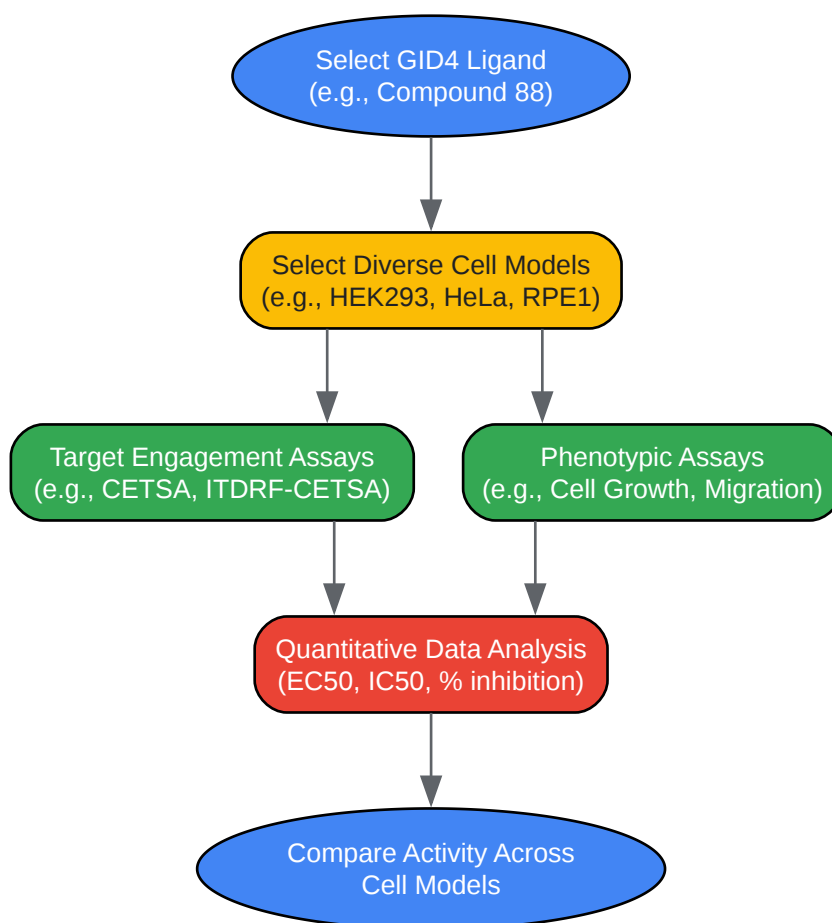 Select GID4 Ligand
(e.g., Compound 88)
Select Diverse Cell Models
(e.g., HEK293, HeLa, RPE1)
Target Engagement Assays
(e.g., CETSA, ITDRF-CETSA)
Phenotypic Assays
(e.g., Cell Growth, Migration)
Quantitative Data Analysis
(EC50, IC50, % inhibition)
Compare Activity Across
Cell Models